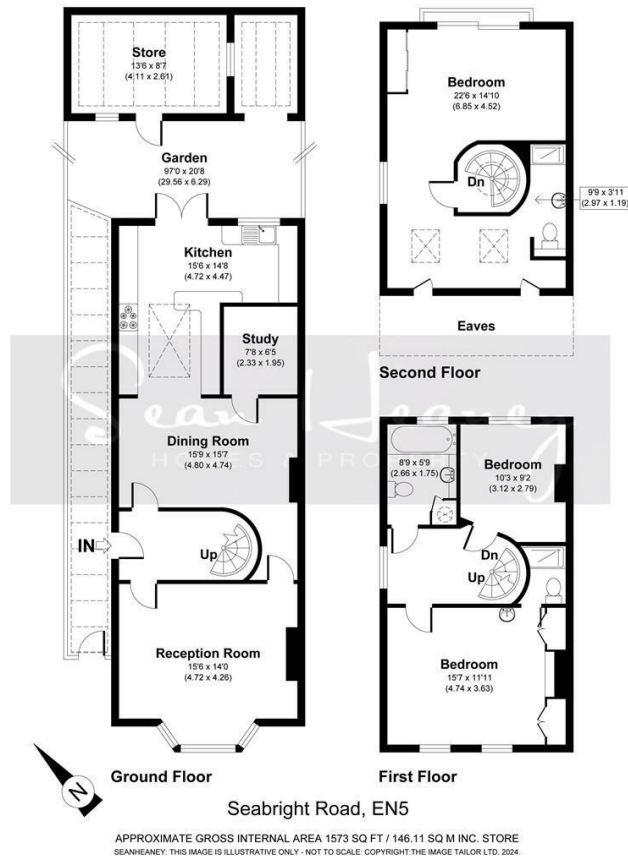 Store
13'6 x 8'7
(4.11 x 2.61)
Garden
97'0 x 20'8
(29.56 x 6.29)
Kitchen
15'6 x 14'8
(4.72 x 4.47)
Study
7'8 x 6'5
(2.33 x 1.95)
Dining Room
15'9 x 15'7
(4.80 x 4.74)
IN
Up
Reception Room
15'6 x 14'0
(4.72 x 4.26)
Ground Floor
Bedroom
22'6 x 14'10
(6.85 x 4.52)
Dn
9'9 x 3'11
(2.97 x 1.19)
Eaves
Second Floor
Sean Heaney
HOMES & PROPERTY
8'9 x 5'9
(2.66 x 1.75)
Bedroom
10'3 x 9'2
(3.12 x 2.79)
Dn
Up
Bedroom
15'7 x 11'11
(4.74 x 3.63)
First Floor
N
Seabright Road, EN5
APPROXIMATE GROSS INTERNAL AREA 1573 SQ FT / 146.11 SQ M INC. STORE
SEANHEANEY: THIS IMAGE IS ILLUSTRATIVE ONLY - NOT TO SCALE: COPYRIGHT:THE IMAGE TAILOR LTD. 2024.